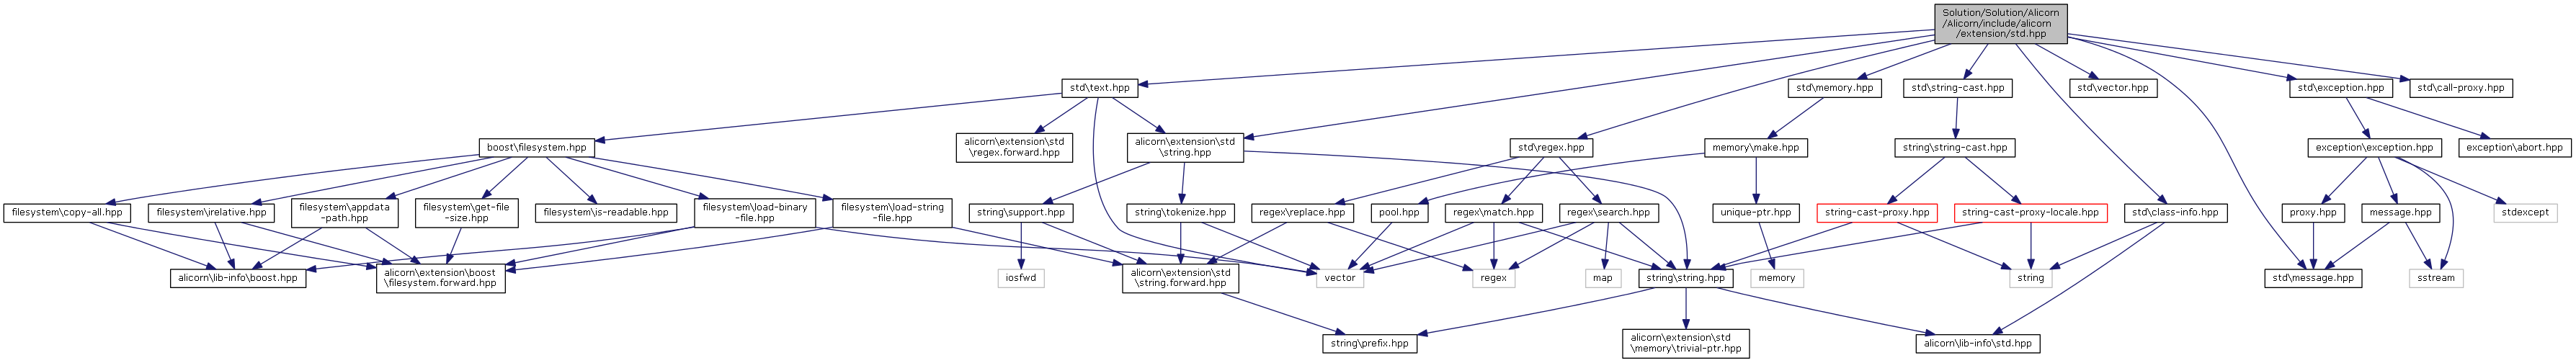 Solution/Solution/Alicorn
/Alicorn/include/alicorn
/extension/std.hpp
std\text.hpp
std\memory.hpp
std\string-cast.hpp
std\vector.hpp
std\exception.hpp
std\call-proxy.hpp
boost\filesystem.hpp
alicorn\extension\std
\regex.forward.hpp
alicorn\extension\std
\string.hpp
std\regex.hpp
memory\make.hpp
string\string-cast.hpp
exception\exception.hpp
exception\abort.hpp
filesystem\copy-all.hpp
filesystem\irelative.hpp
filesystem\appdata
-path.hpp
filesystem\get-file
-size.hpp
filesystem\is-readable.hpp
filesystem\load-binary
-file.hpp
filesystem\load-string
-file.hpp
string\support.hpp
string\tokenize.hpp
regex\replace.hpp
pool.hpp
regex\match.hpp
regex\search.hpp
unique-ptr.hpp
string-cast-proxy.hpp
string-cast-proxy-locale.hpp
std\class-info.hpp
proxy.hpp
message.hpp
stdexcept
alicorn\lib-info\boost.hpp
alicorn\extension\boost
\filesystem.forward.hpp
iosfwd
alicorn\extension\std
\string.forward.hpp
vector
regex
map
string\string.hpp
memory
string
std\message.hpp
sstream
string\prefix.hpp
alicorn\extension\std
\memory\trivial-ptr.hpp
alicorn\lib-info\std.hpp